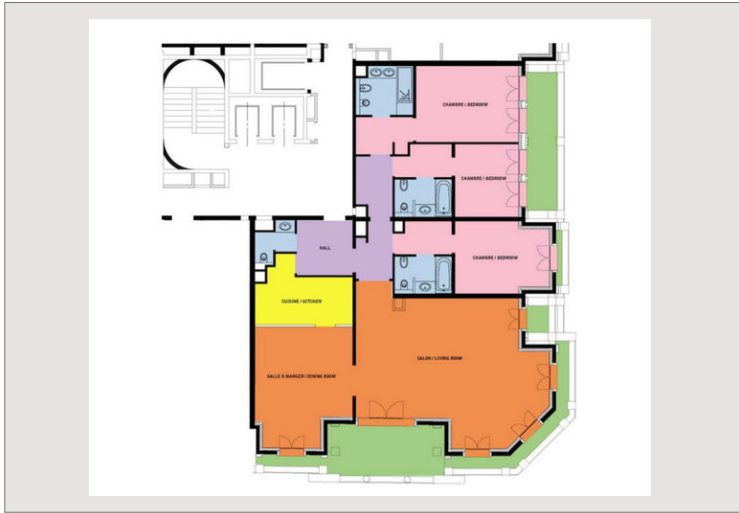 CHAMBRE / BEDROOM
CHAMBRE / BEDROOM
HALL
CHAMBRE / BEDROOM
CUISINE / KITCHEN
SALON / LIVING ROOM
SALLE À MANGER / DINING ROOM